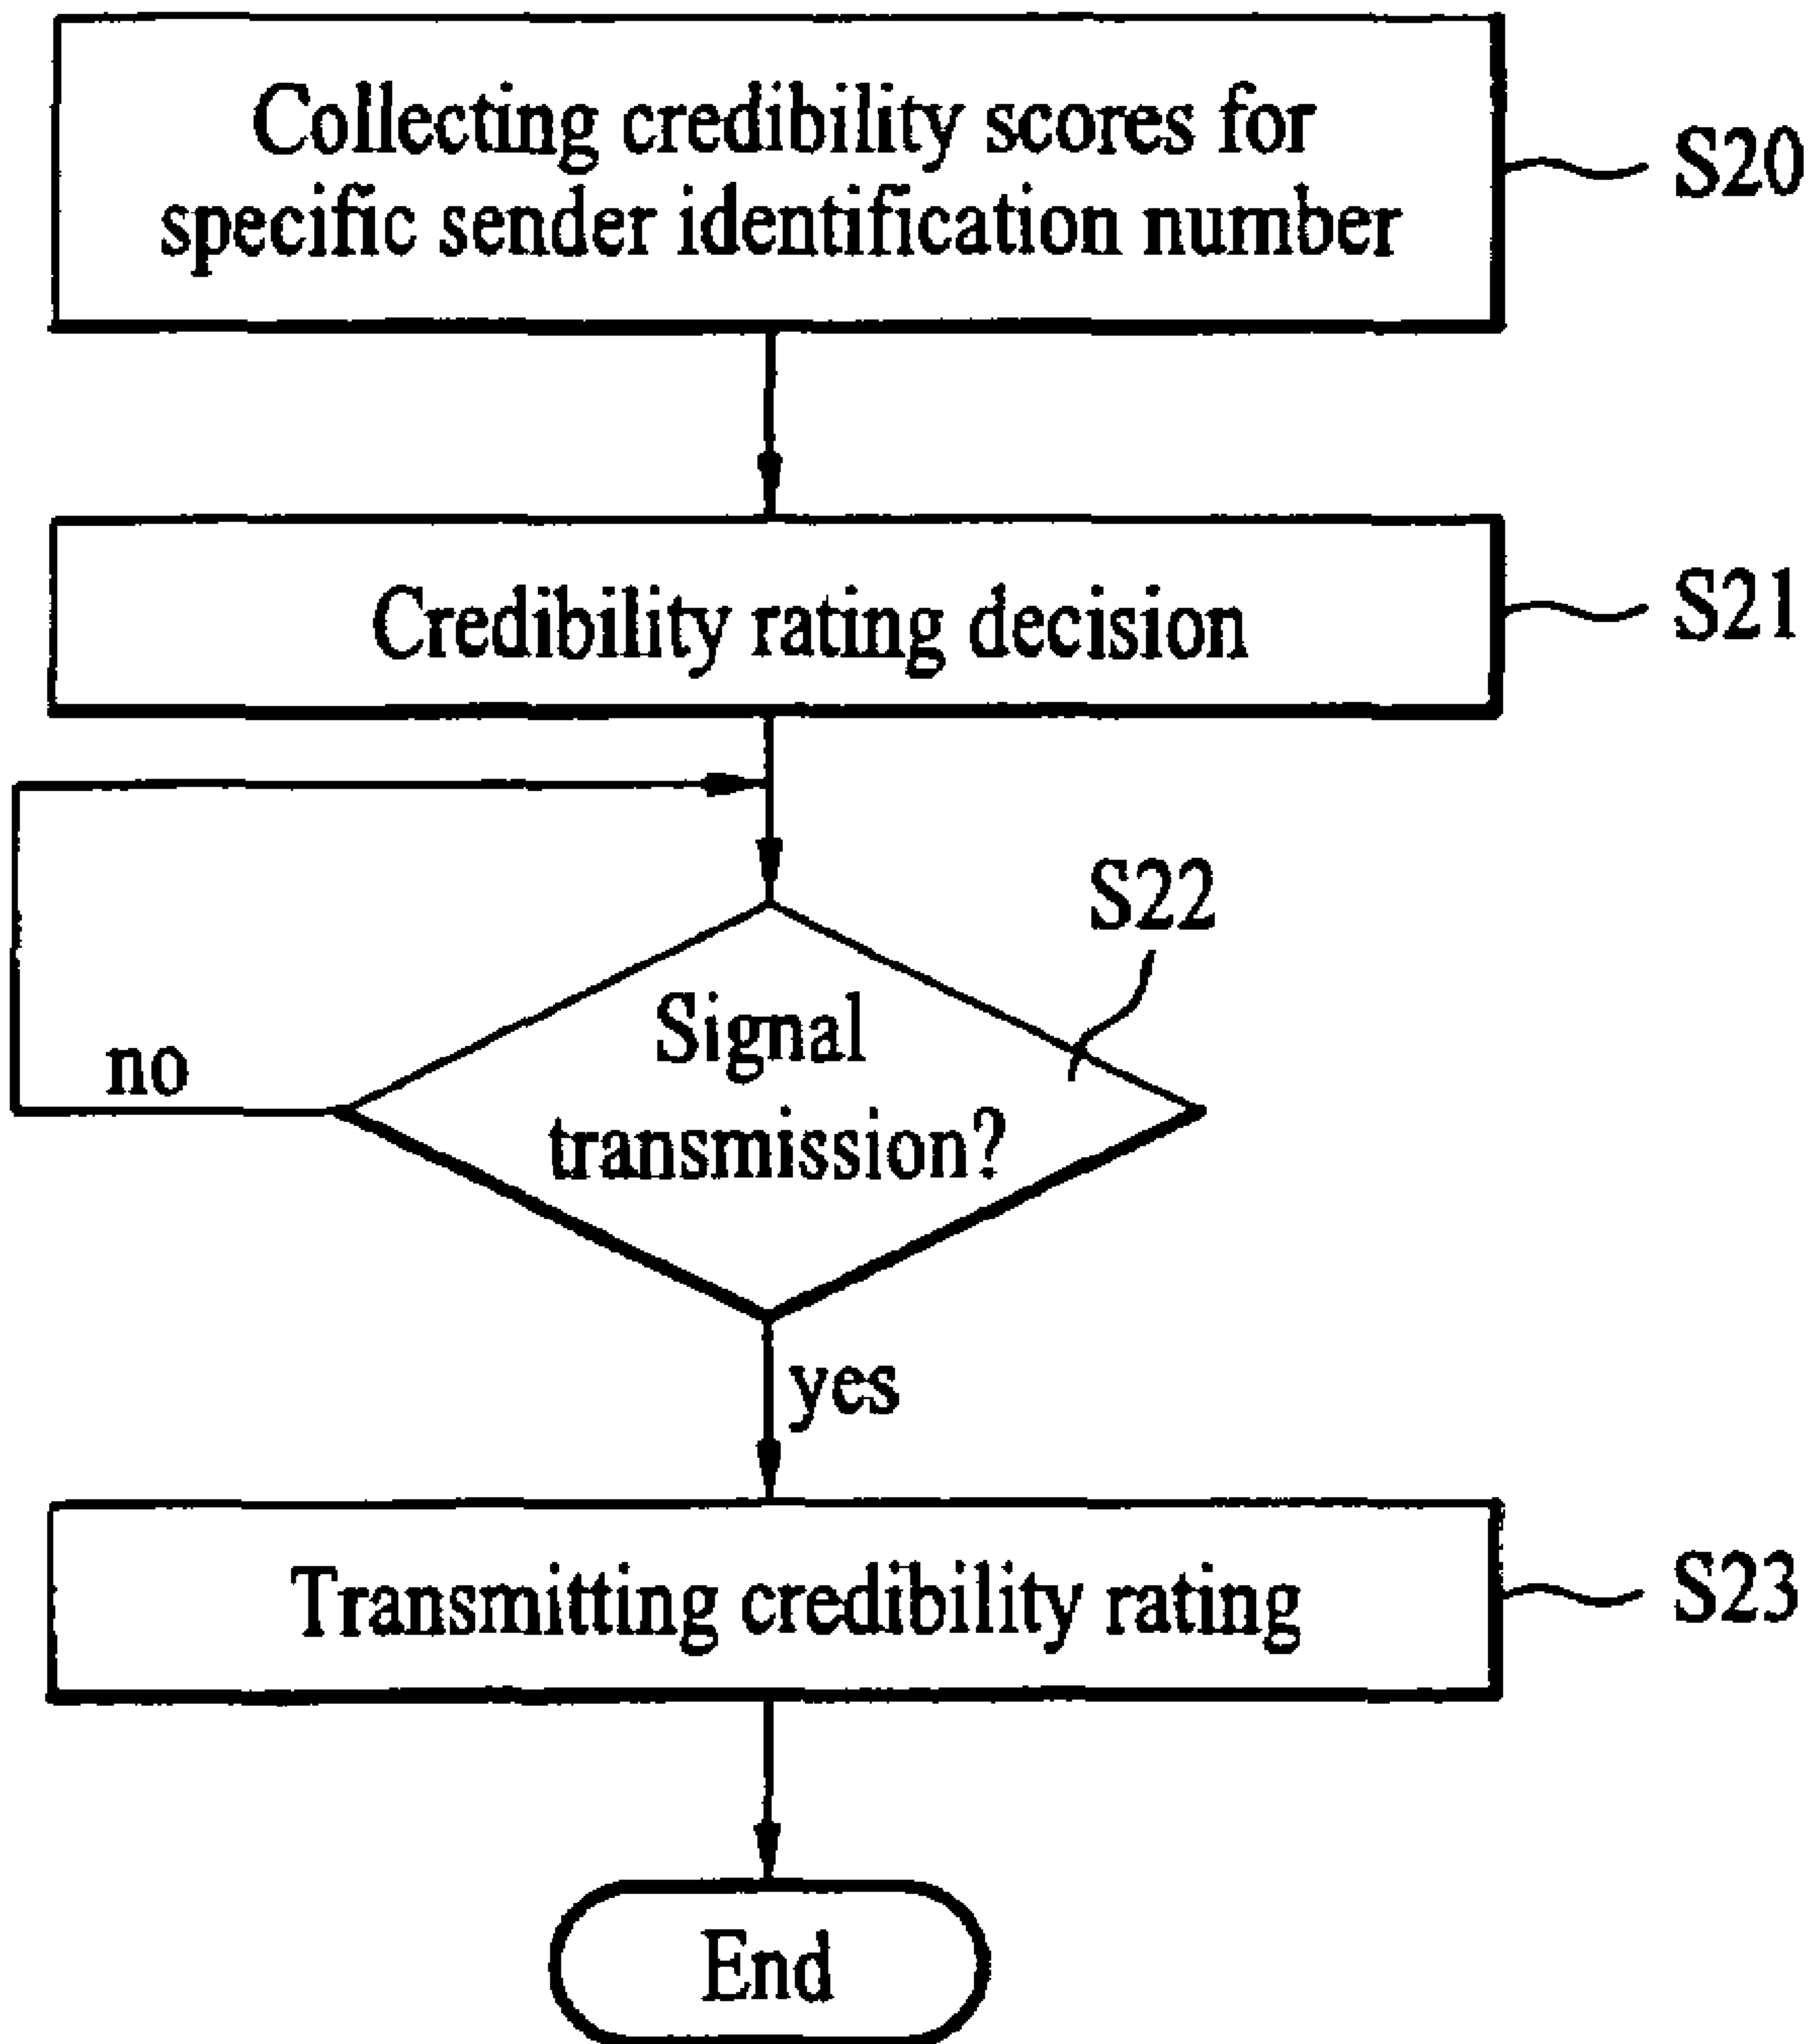 Collecting credibility scores for
specific sender identification number
S20
Credibility rating decision
S21
S22
Signal
transmission?
no
yes
Transmitting credibility rating
S23
End